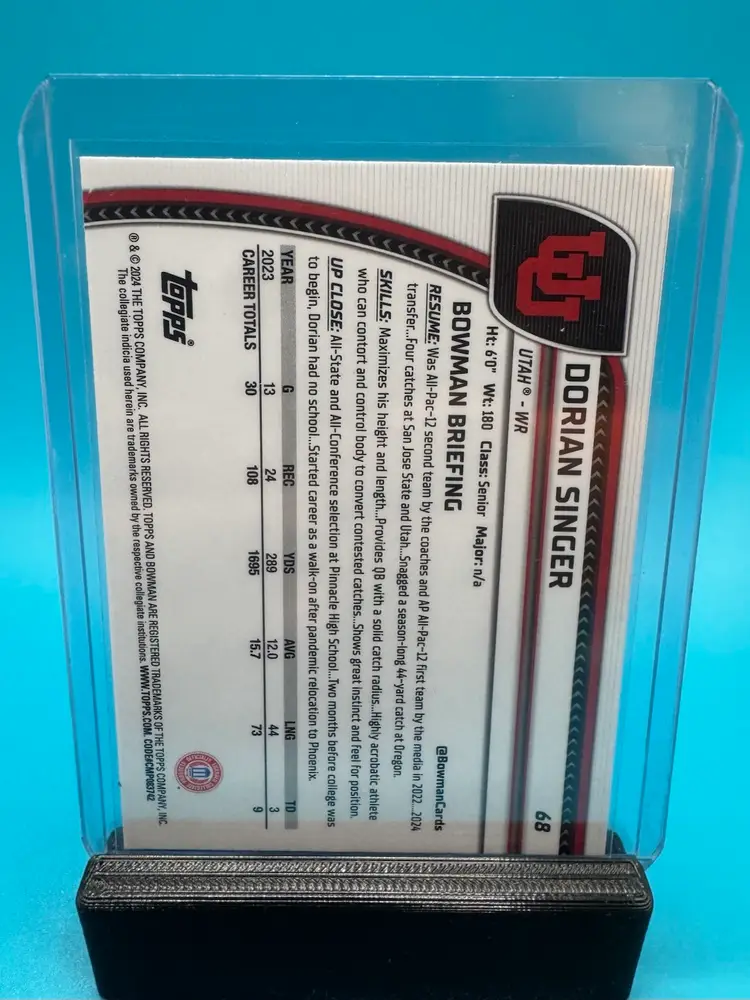 DORIAN SINGER
68
UTAH® - WR
Ht: 6'0" Wt: 180 Class: Senior Major: n/a
BOWMAN BRIEFING
@BowmanCards
RESUME: Was All-Pac-12 second team by the coaches and AP All-Pac-12 first team by the media in 2022...2024
transfer...Four catches at San Jose State and Utah...Snagged a season-long 44-yard catch at Oregon.
SKILLS: Maximizes his height and length...Provides QB with a solid catch radius...Highly acrobatic athlete
who can contort and control body to convert contested catches...Shows great instinct and feel for position.
UP CLOSE: All-State and All-Conference selection at Pinnacle High School...Two months before college was
to begin, Dorian had no school...Started career as a walk-on after pandemic relocation to Phoenix.
YEAR G REC YDS AVG LNG TD
2023 13 24 289 12.0 44 3
CAREER TOTALS 30 108 1695 15.7 73 9
topps®
® & © 2024 THE TOPPS COMPANY, INC. ALL RIGHTS RESERVED. TOPPS AND BOWMAN ARE REGISTERED TRADEMARKS OF THE TOPPS COMPANY, INC.
The collegiate indicia used herein are trademarks owned by the respective collegiate institutions. WWW.TOPPS.COM. CODE#CMP083742